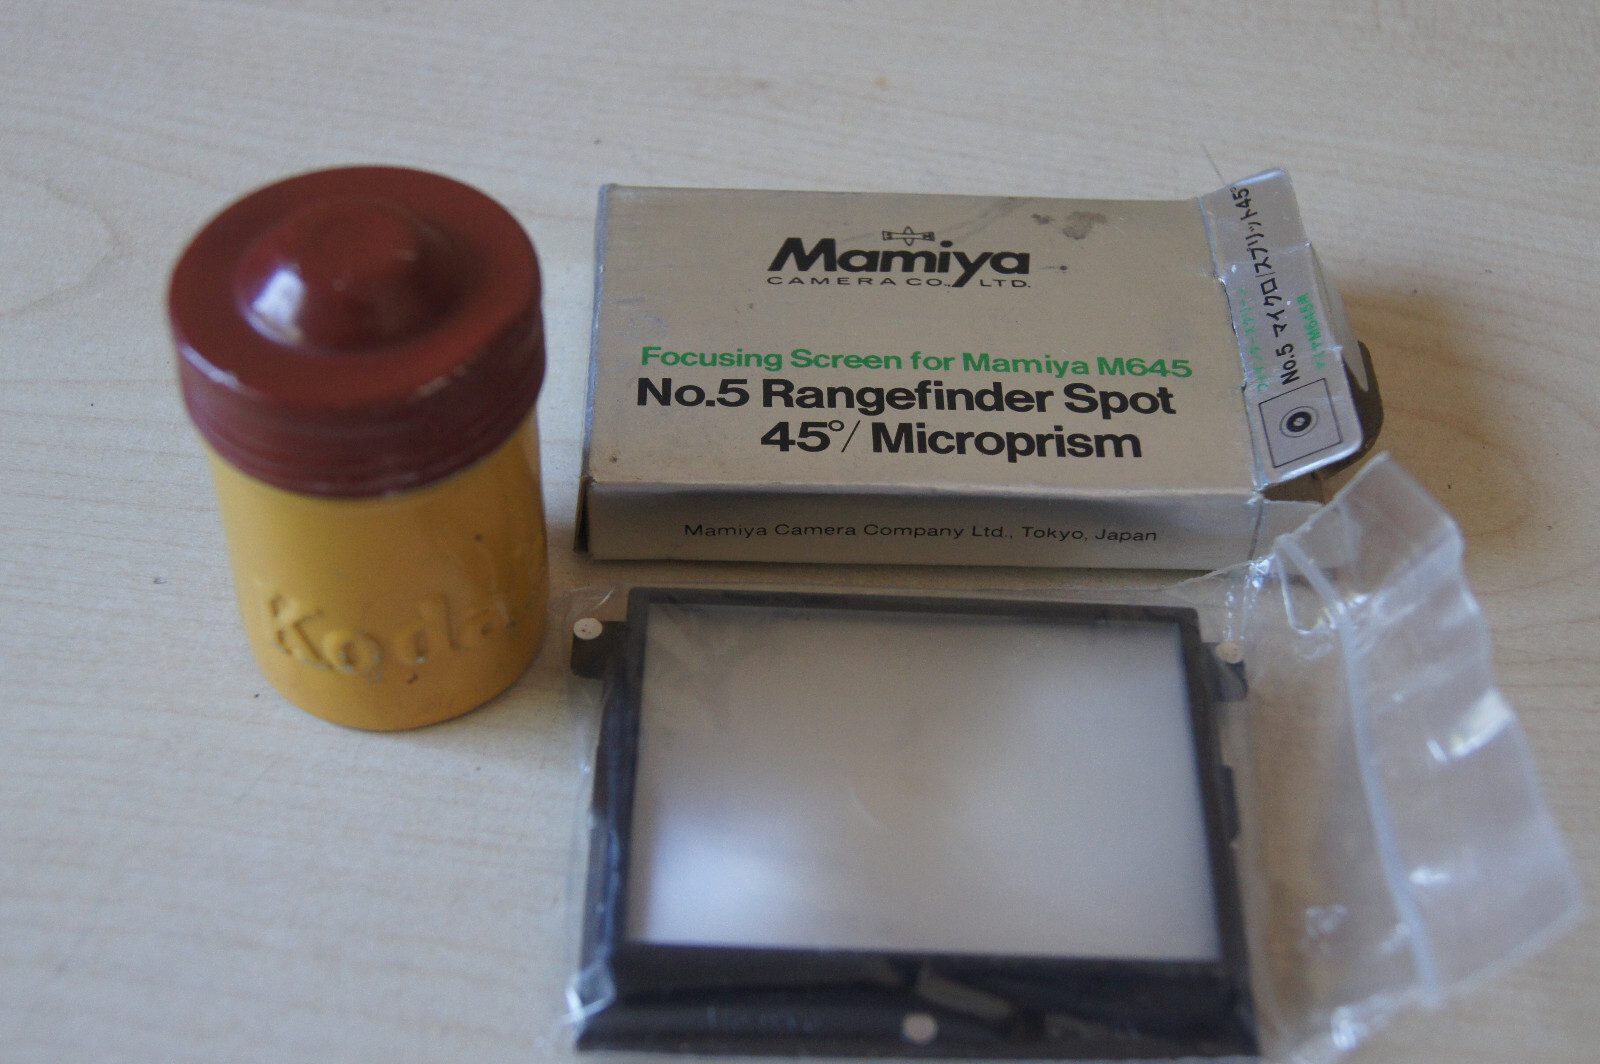 Kodak
Mamiya
CAMERA CO., LTD.
Focusing Screen for Mamiya M645
No.5 Rangefinder Spot
45°/ Microprism
Mamiya Camera Company Ltd., Tokyo, Japan
No.5 マイクロ/スプリット45°